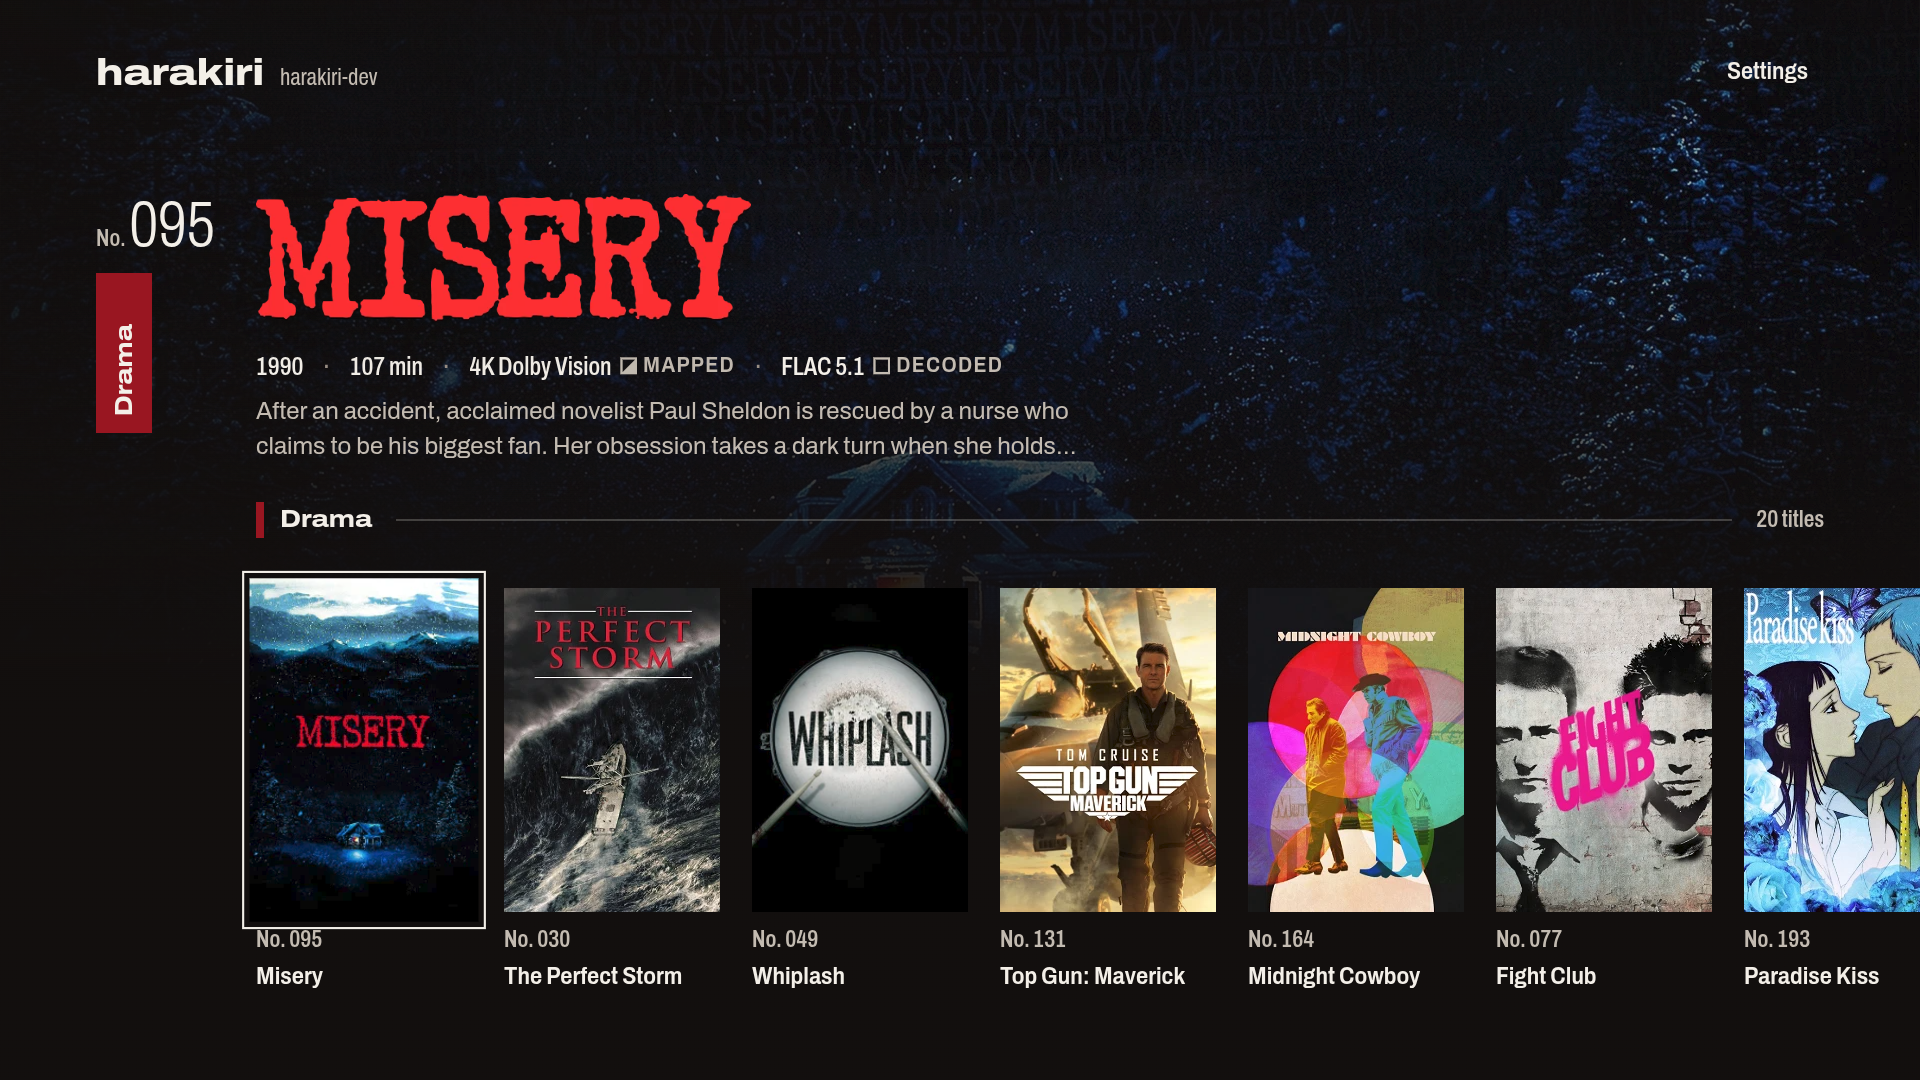 MISERYMISERYMISERYMISERYMISERYMIS
MISERYMISERYMISERYMISERY
harakiri harakiri-dev
Settings
No. 095
MISERY
Drama
1990 · 107 min · 4K Dolby Vision MAPPED · FLAC 5.1 DECODED
After an accident, acclaimed novelist Paul Sheldon is rescued by a nurse who
claims to be his biggest fan. Her obsession takes a dark turn when she holds...
Drama
20 titles
MISERY
THE
PERFECT
STORM
WHIPLASH
TOM CRUISE
TOPGUN
MAVERICK
MIDNIGHT COWBOY
FIGHT
CLUB
Paradise kiss
No. 095
Misery
No. 030
The Perfect Storm
No. 049
Whiplash
No. 131
Top Gun: Maverick
No. 164
Midnight Cowboy
No. 077
Fight Club
No. 193
Paradise Kiss